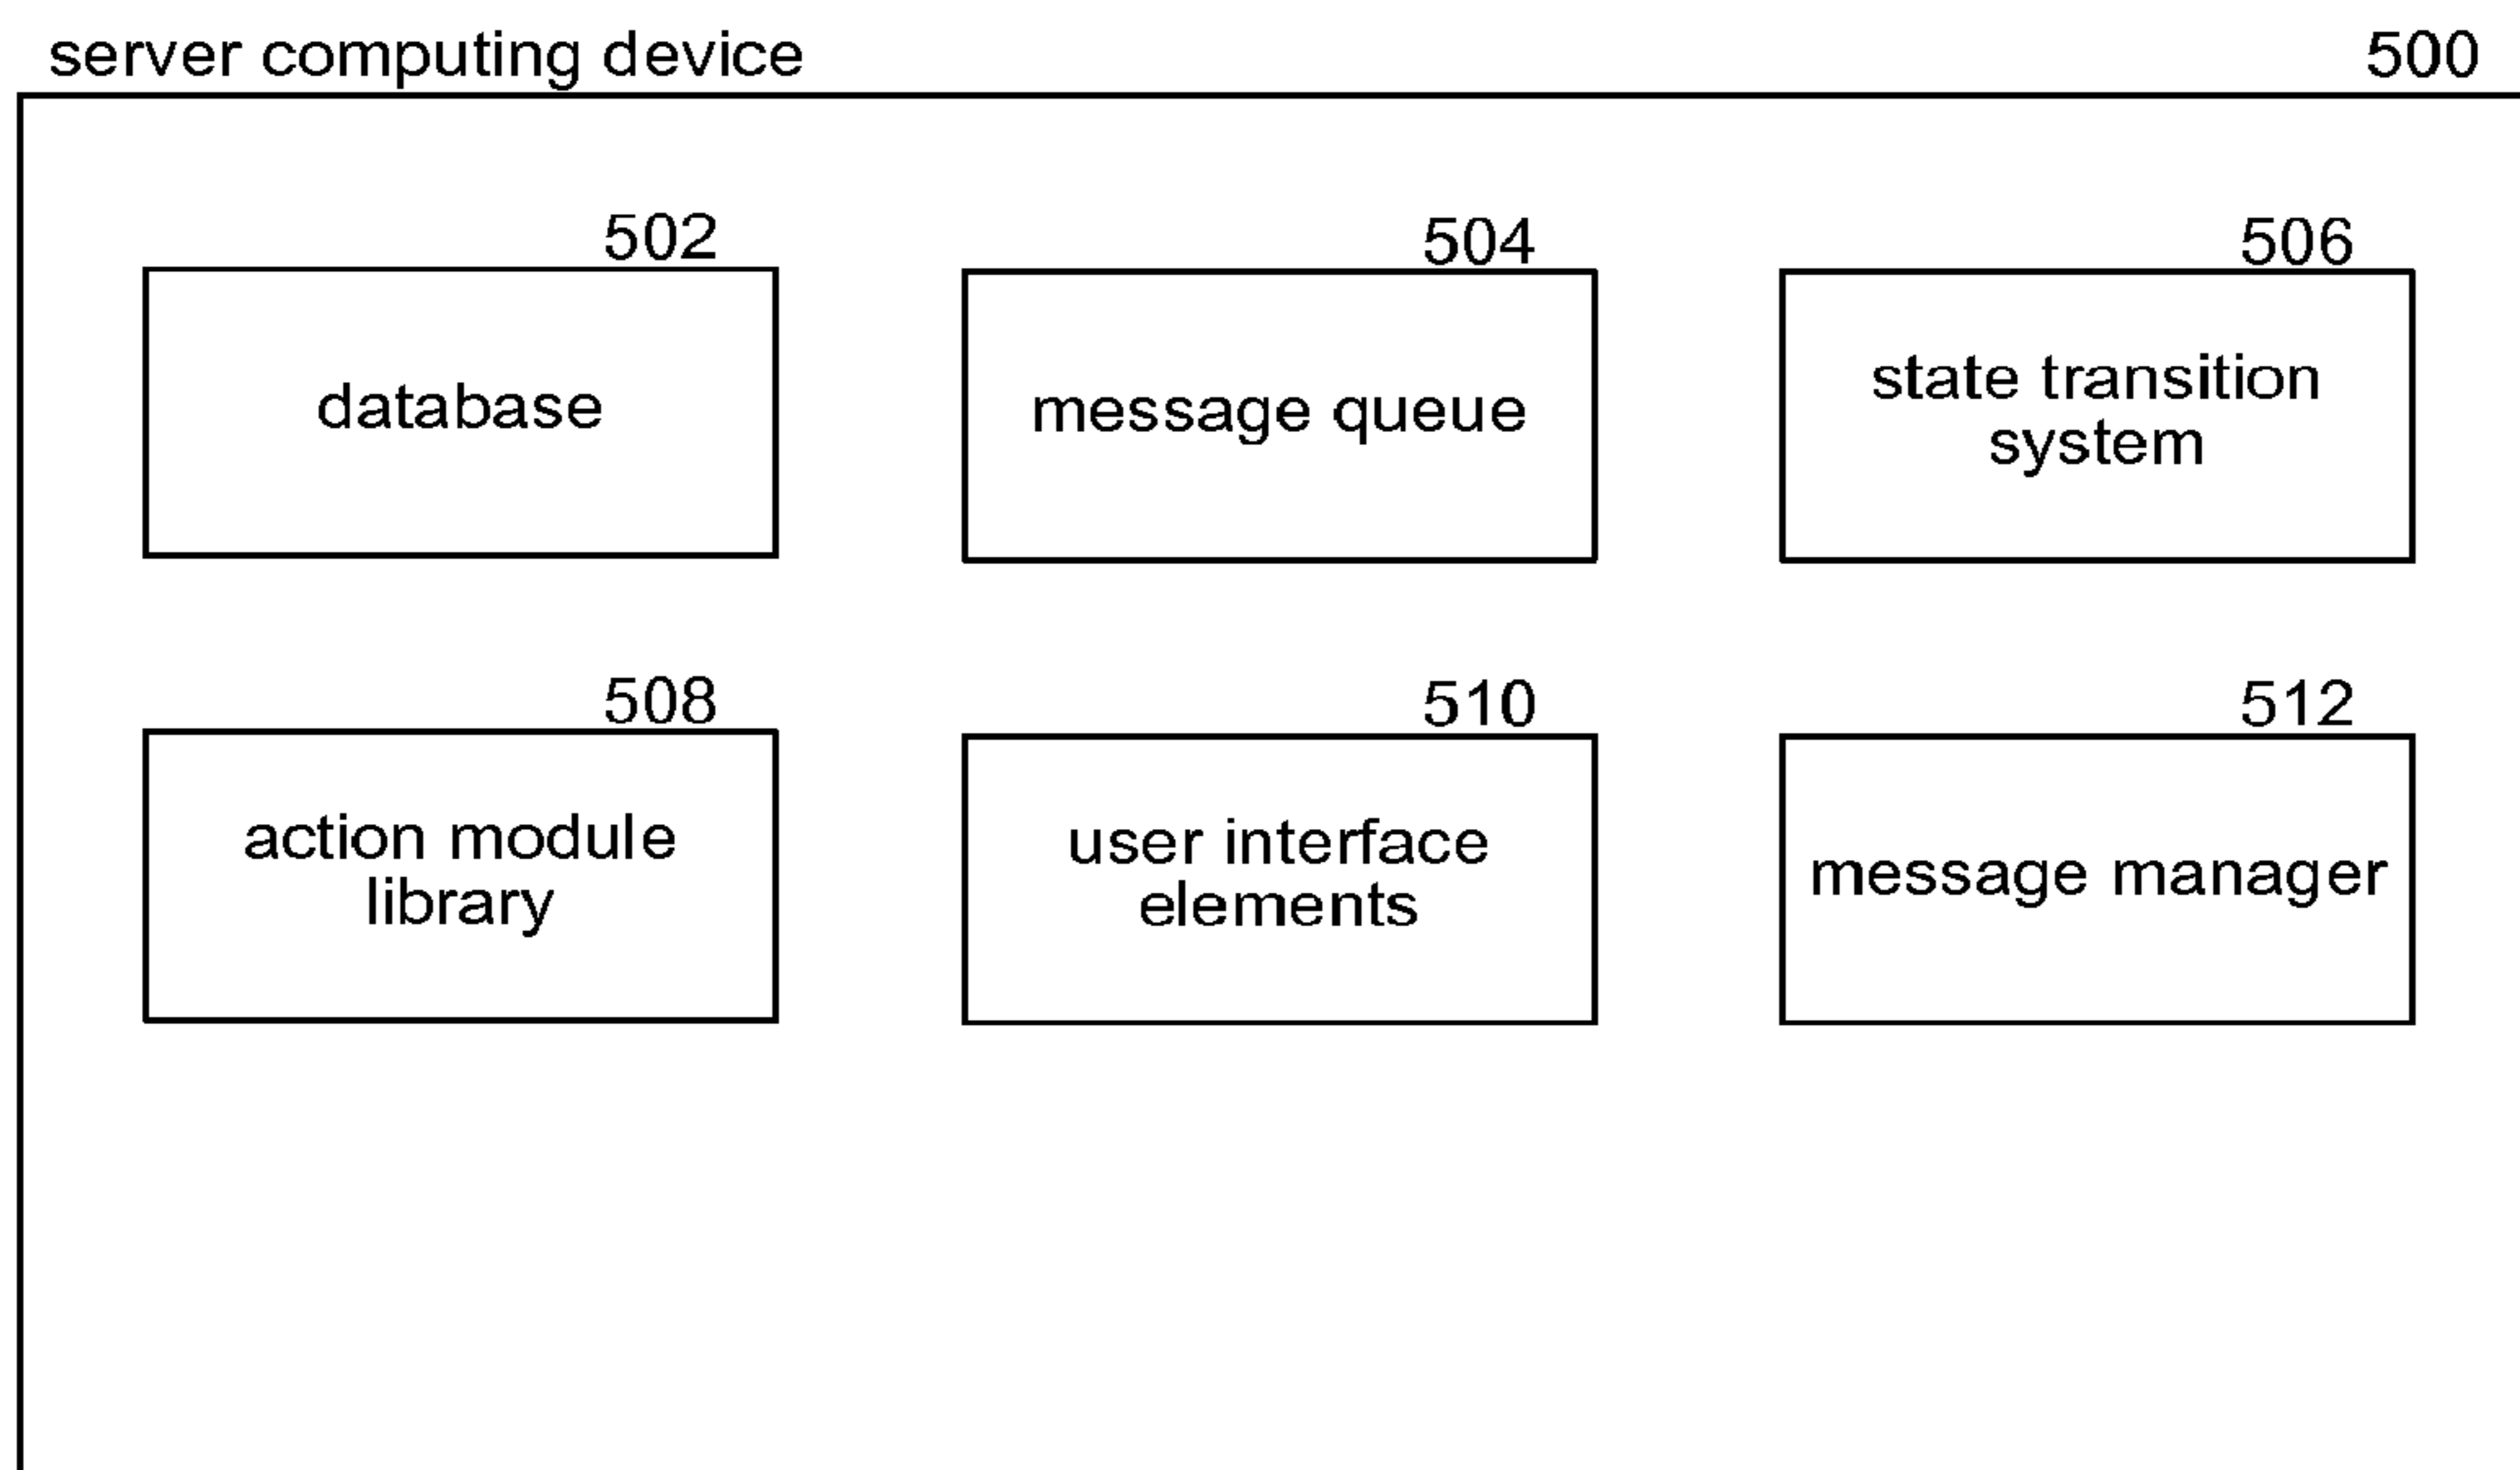 server computing device 500
502 504 506
database
message queue
state transition
system
508 510 512
action module
library
user interface
elements
message manager